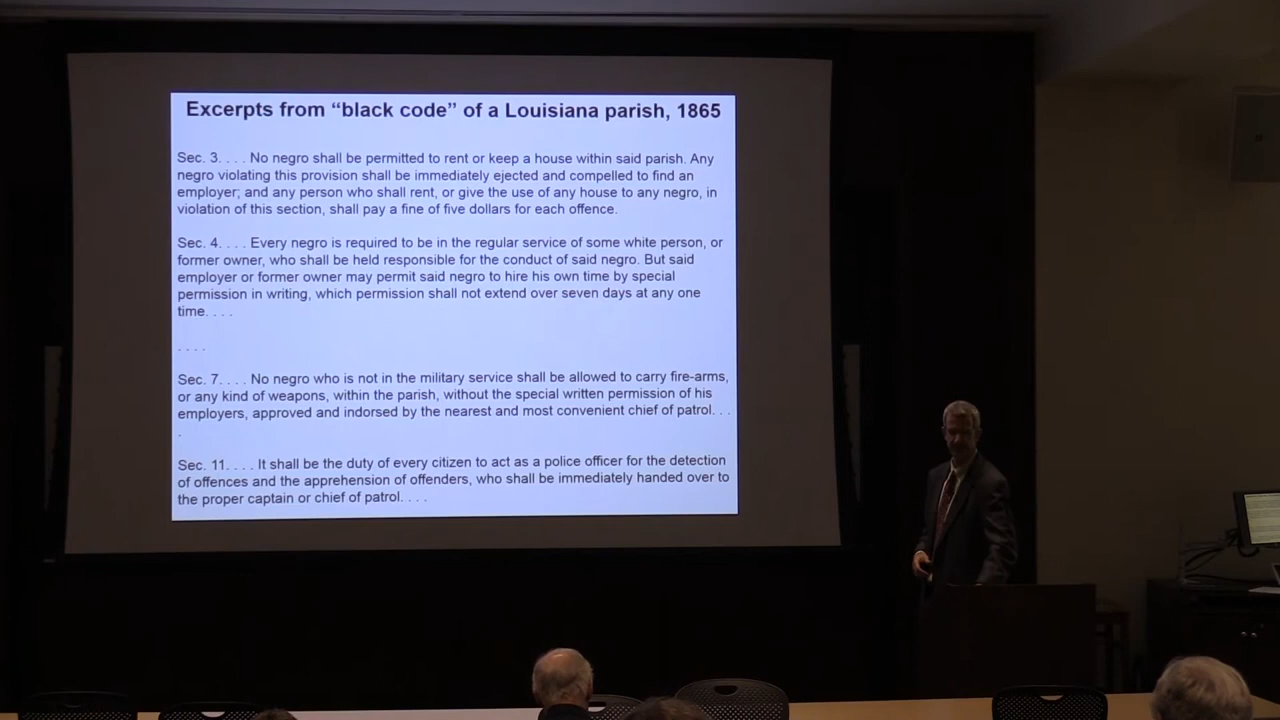 Excerpts from “black code” of a Louisiana parish, 1865
Sec. 3. . . . No negro shall be permitted to rent or keep a house within said parish. Any
negro violating this provision shall be immediately ejected and compelled to find an
employer; and any person who shall rent, or give the use of any house to any negro, in
violation of this section, shall pay a fine of five dollars for each offence.
Sec. 4. . . . Every negro is required to be in the regular service of some white person, or
former owner, who shall be held responsible for the conduct of said negro. But said
employer or former owner may permit said negro to hire his own time by special
permission in writing, which permission shall not extend over seven days at any one
time. . . .
. . . .
Sec. 7. . . . No negro who is not in the military service shall be allowed to carry fire-arms,
or any kind of weapons, within the parish, without the special written permission of his
employers, approved and indorsed by the nearest and most convenient chief of patrol. . .
.
Sec. 11. . . . It shall be the duty of every citizen to act as a police officer for the detection
of offences and the apprehension of offenders, who shall be immediately handed over to
the proper captain or chief of patrol. . . .